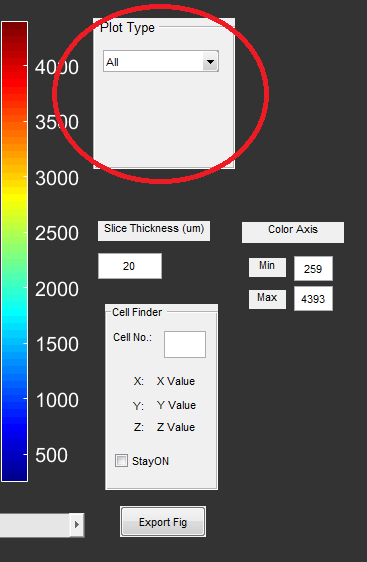 Plot Type
All
4000
3500
3000
2500
2000
1500
1000
500
Slice Thickness (um)
20
Color Axis
Min 259
Max 4393
Cell Finder
Cell No.:
X: X Value
Y: Y Value
Z: Z Value
StayON
Export Fig